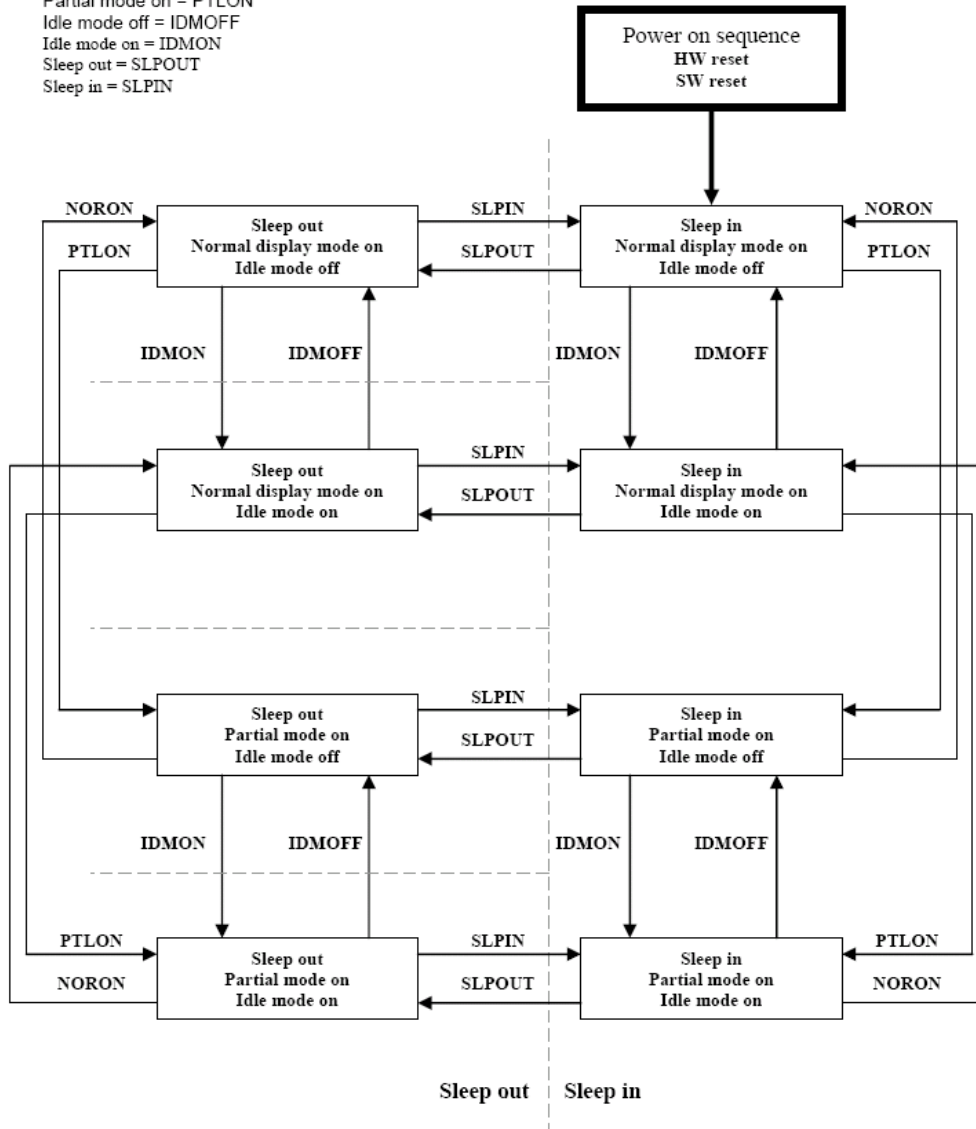 Partial mode on = PTLON
Idle mode off = IDMOFF
Idle mode on = IDMON
Sleep out = SLPOUT
Sleep in = SLPIN
Power on sequence
HW reset
SW reset
NORON
SLPIN
NORON
Sleep out
Normal display mode on
Idle mode off
Sleep in
Normal display mode on
Idle mode off
PTLON
SLPOUT
PTLON
IDMON
IDMOFF
IDMON
IDMOFF
SLPIN
Sleep out
Normal display mode on
Idle mode on
Sleep in
Normal display mode on
Idle mode on
SLPOUT
SLPIN
Sleep out
Partial mode on
Idle mode off
Sleep in
Partial mode on
Idle mode off
SLPOUT
IDMON
IDMOFF
IDMON
IDMOFF
PTLON
SLPIN
PTLON
Sleep out
Partial mode on
Idle mode on
Sleep in
Partial mode on
Idle mode on
NORON
SLPOUT
NORON
Sleep out
Sleep in